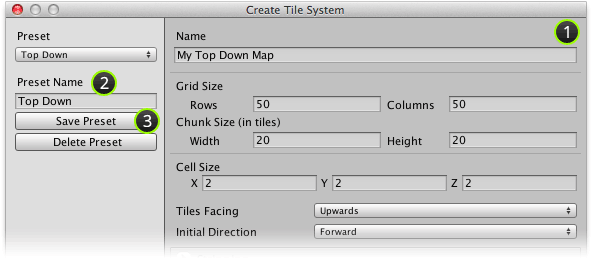 Create Tile System
Preset
Top Down
Preset Name 2
Top Down
Save Preset 3
Delete Preset
Name 1
My Top Down Map
Grid Size
Rows 50 Columns 50
Chunk Size (in tiles)
Width 20 Height 20
Cell Size
X 2 Y 2 Z 2
Tiles Facing Upwards
Initial Direction Forward